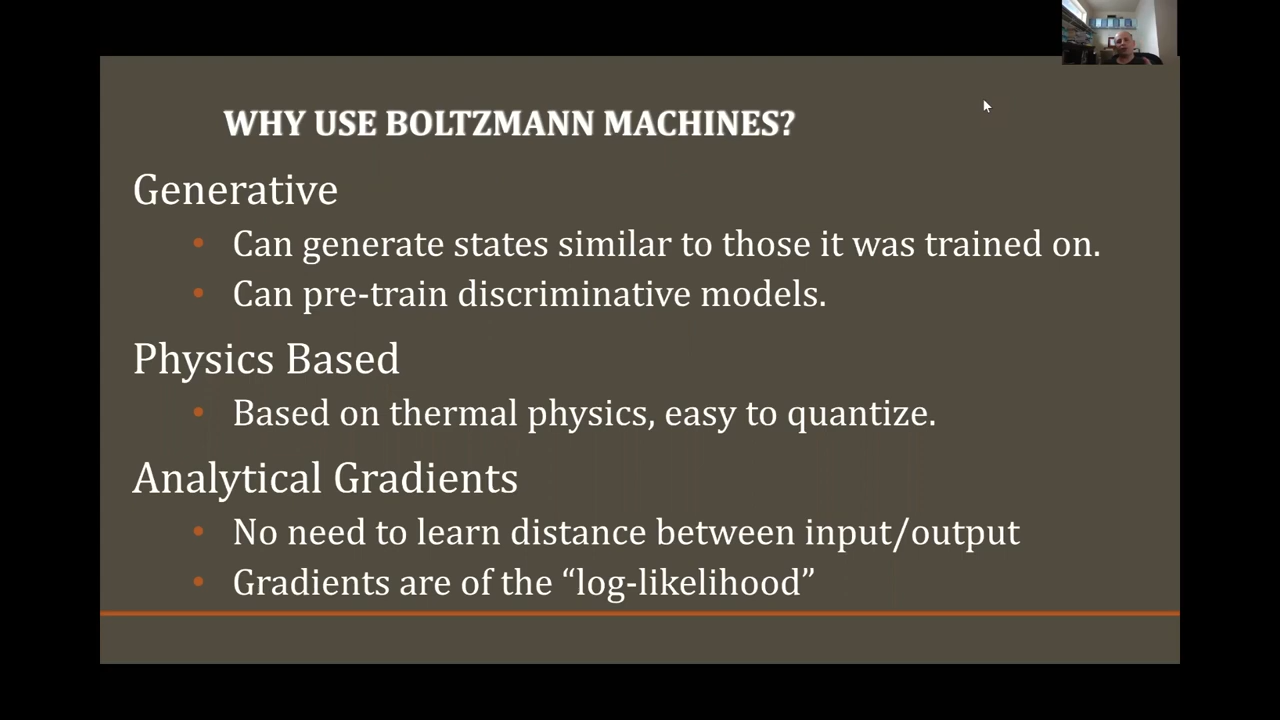 WHY USE BOLTZMANN MACHINES?
Generative
• Can generate states similar to those it was trained on.
• Can pre-train discriminative models.
Physics Based
• Based on thermal physics, easy to quantize.
Analytical Gradients
• No need to learn distance between input/output
• Gradients are of the “log-likelihood”